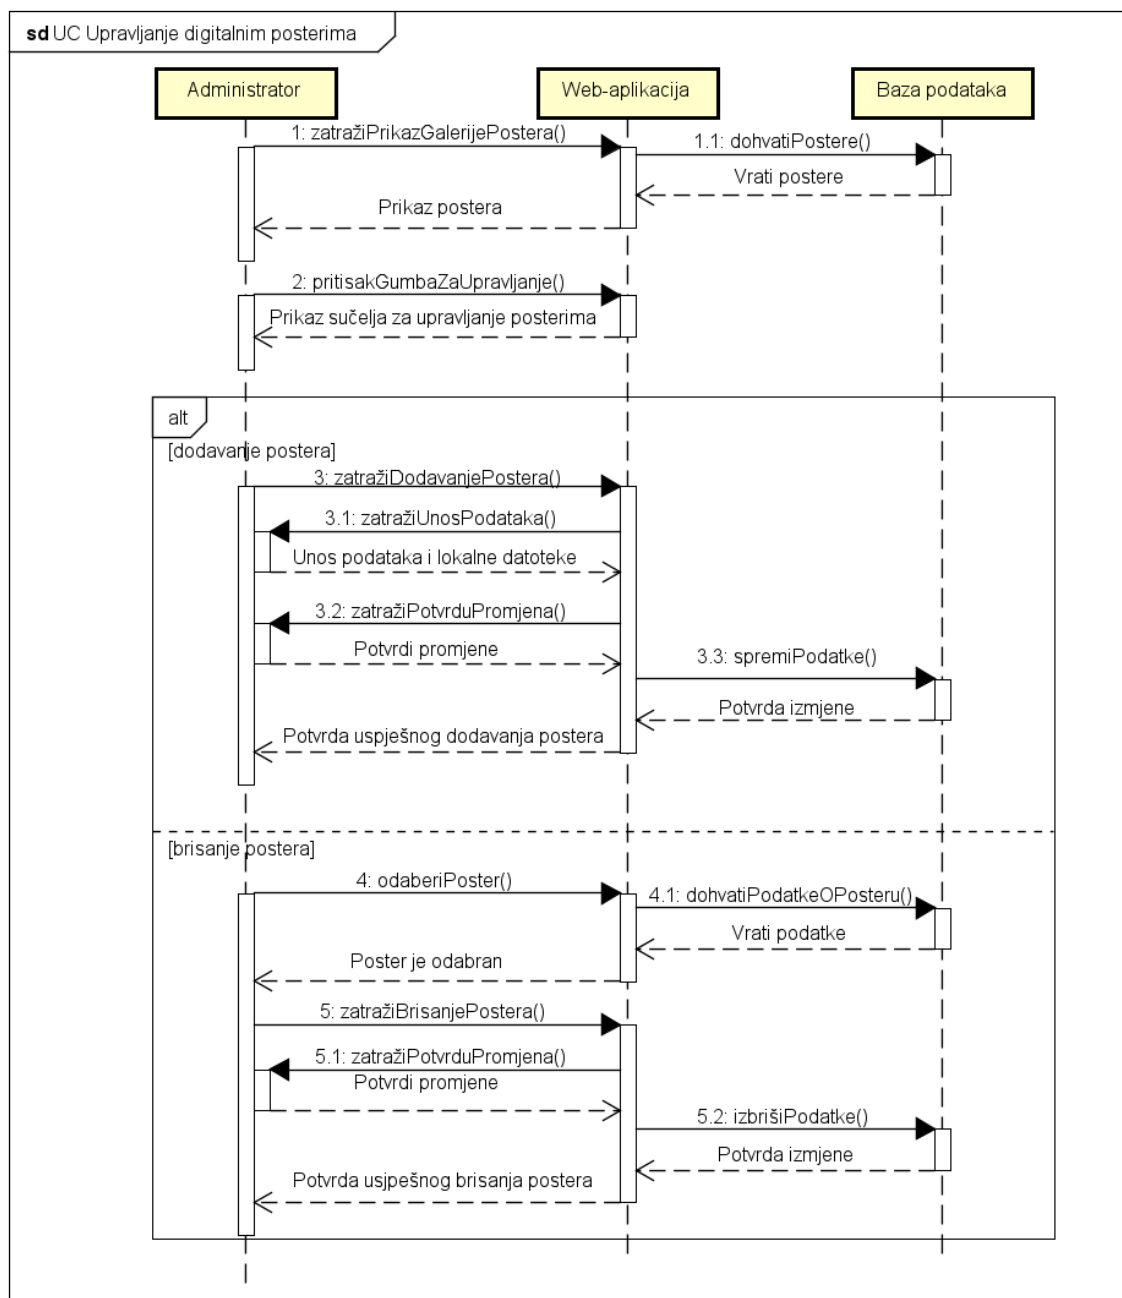 sd UC Upravljanje digitalnim posterima
Administrator
Web-aplikacija
Baza podataka
1: zatražiPrikazGalerijePostera()
1.1: dohvatiPostere()
Vrati postere
Prikaz postera
2: pritisakGumbaZaUpravljanje()
Prikaz sučelja za upravljanje posterima
alt
[dodavanje postera]
3: zatražiDodavanjePostera()
3.1: zatražiUnosPodataka()
Unos podataka i lokalne datoteke
3.2: zatražiPotvrduPromjena()
Potvrdi promjene
3.3: spremiPodatke()
Potvrda izmjene
Potvrda uspješnog dodavanja postera
[brisanje postera]
4: odaberiPoster()
4.1: dohvatiPodatkeOPosteru()
Vrati podatke
Poster je odabran
5: zatražiBrisanjePostera()
5.1: zatražiPotvrduPromjena()
Potvrdi promjene
5.2: izbrišiPodatke()
Potvrda izmjene
Potvrda usjpešnog brisanja postera